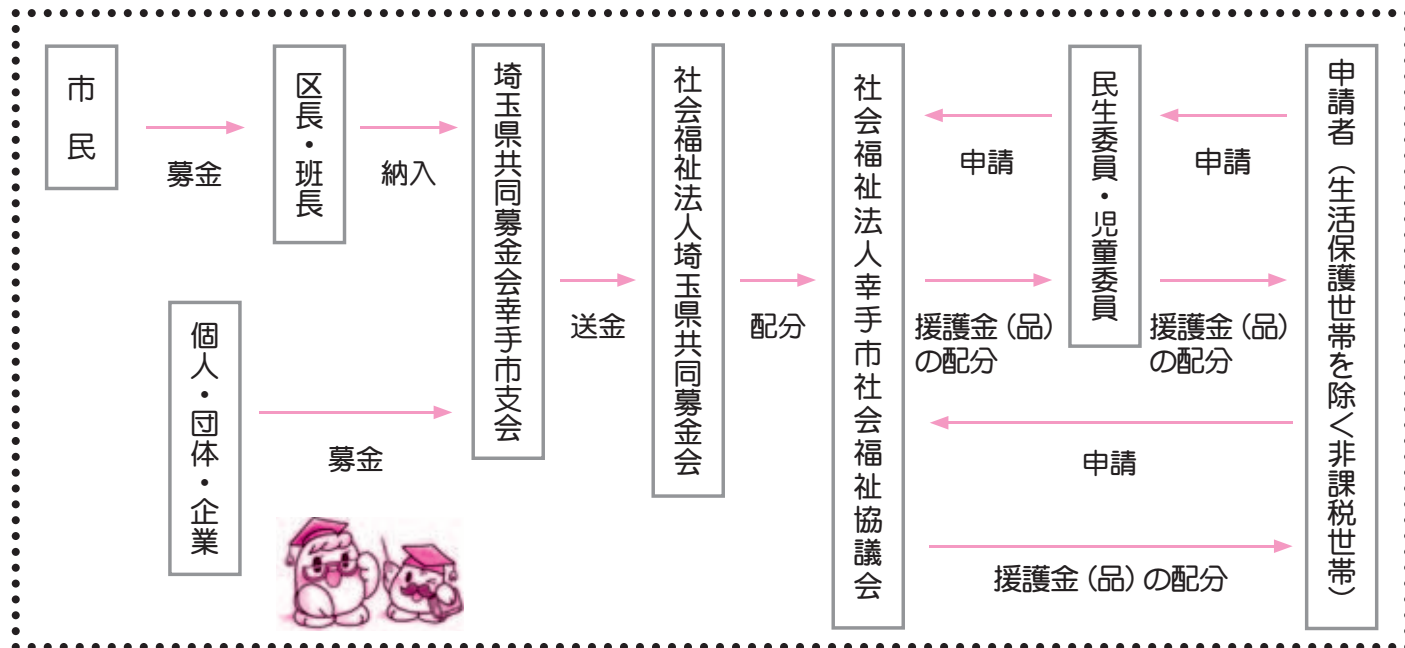 市民
募金
区長・班長
納入
個人・団体・企業
募金
埼玉県共同募金会幸手市支会
送金
社会福祉法人埼玉県共同募金会
配分
社会福祉法人幸手市社会福祉協議会
申請
援護金(品)
の配分
民生委員・児童委員
申請
援護金(品)
の配分
申請
援護金(品)の配分
申請者(生活保護世帯を除く非課税世帯)